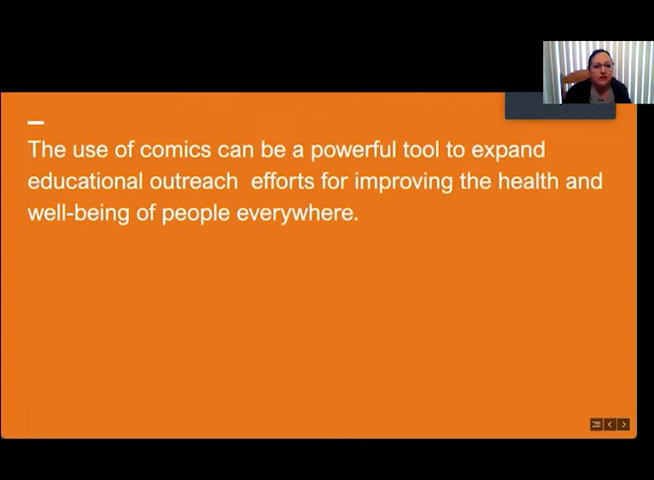 The use of comics can be a powerful tool to expand
educational outreach efforts for improving the health and
well-being of people everywhere.